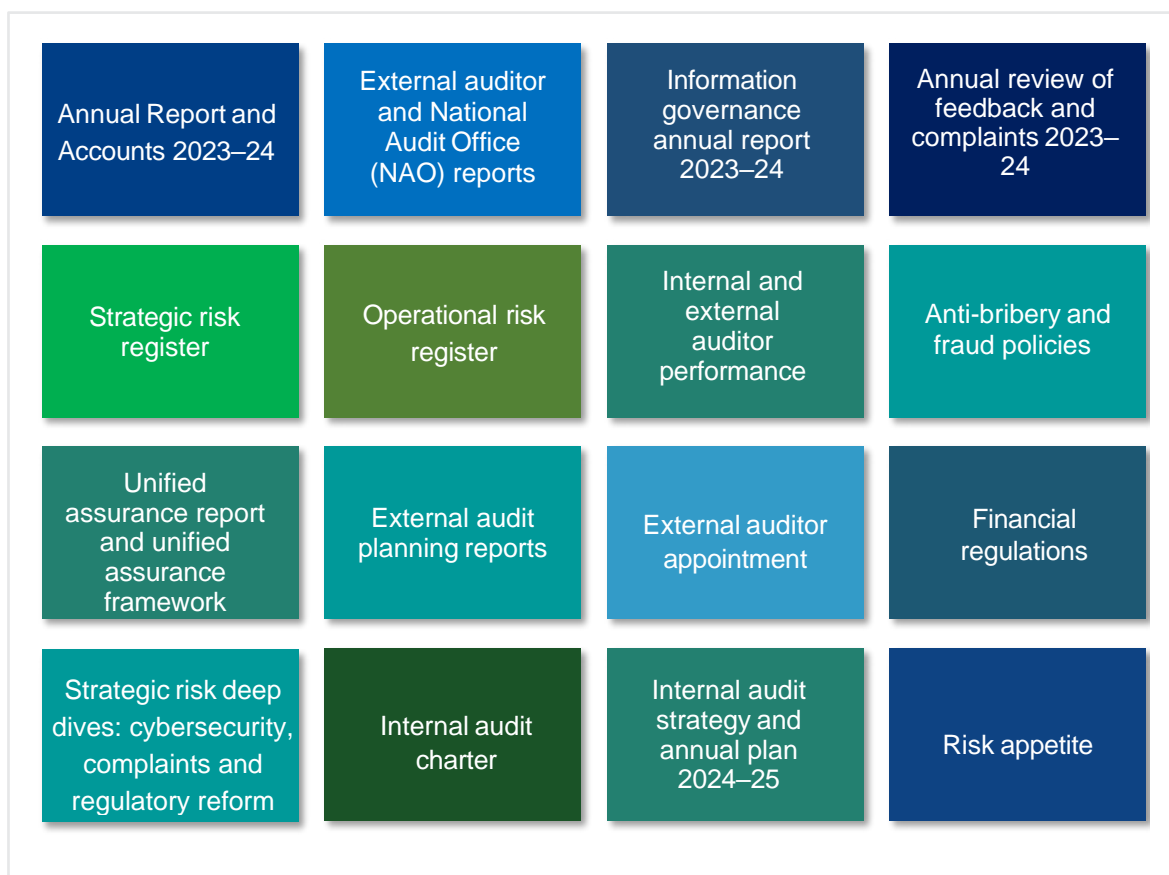 Annual Report and
Accounts 2023–24
External auditor
and National
Audit Office
(NAO) reports
Information
governance
annual report
2023–24
Annual review of
feedback and
complaints 2023–
24
Strategic risk
register
Operational risk
register
Internal and
external
auditor
performance
Anti-bribery and
fraud policies
Unified
assurance report
and unified
assurance
framework
External audit
planning reports
External auditor
appointment
Financial
regulations
Strategic risk deep
dives: cybersecurity,
complaints and
regulatory reform
Internal audit
charter
Internal audit
strategy and
annual plan
2024–25
Risk appetite